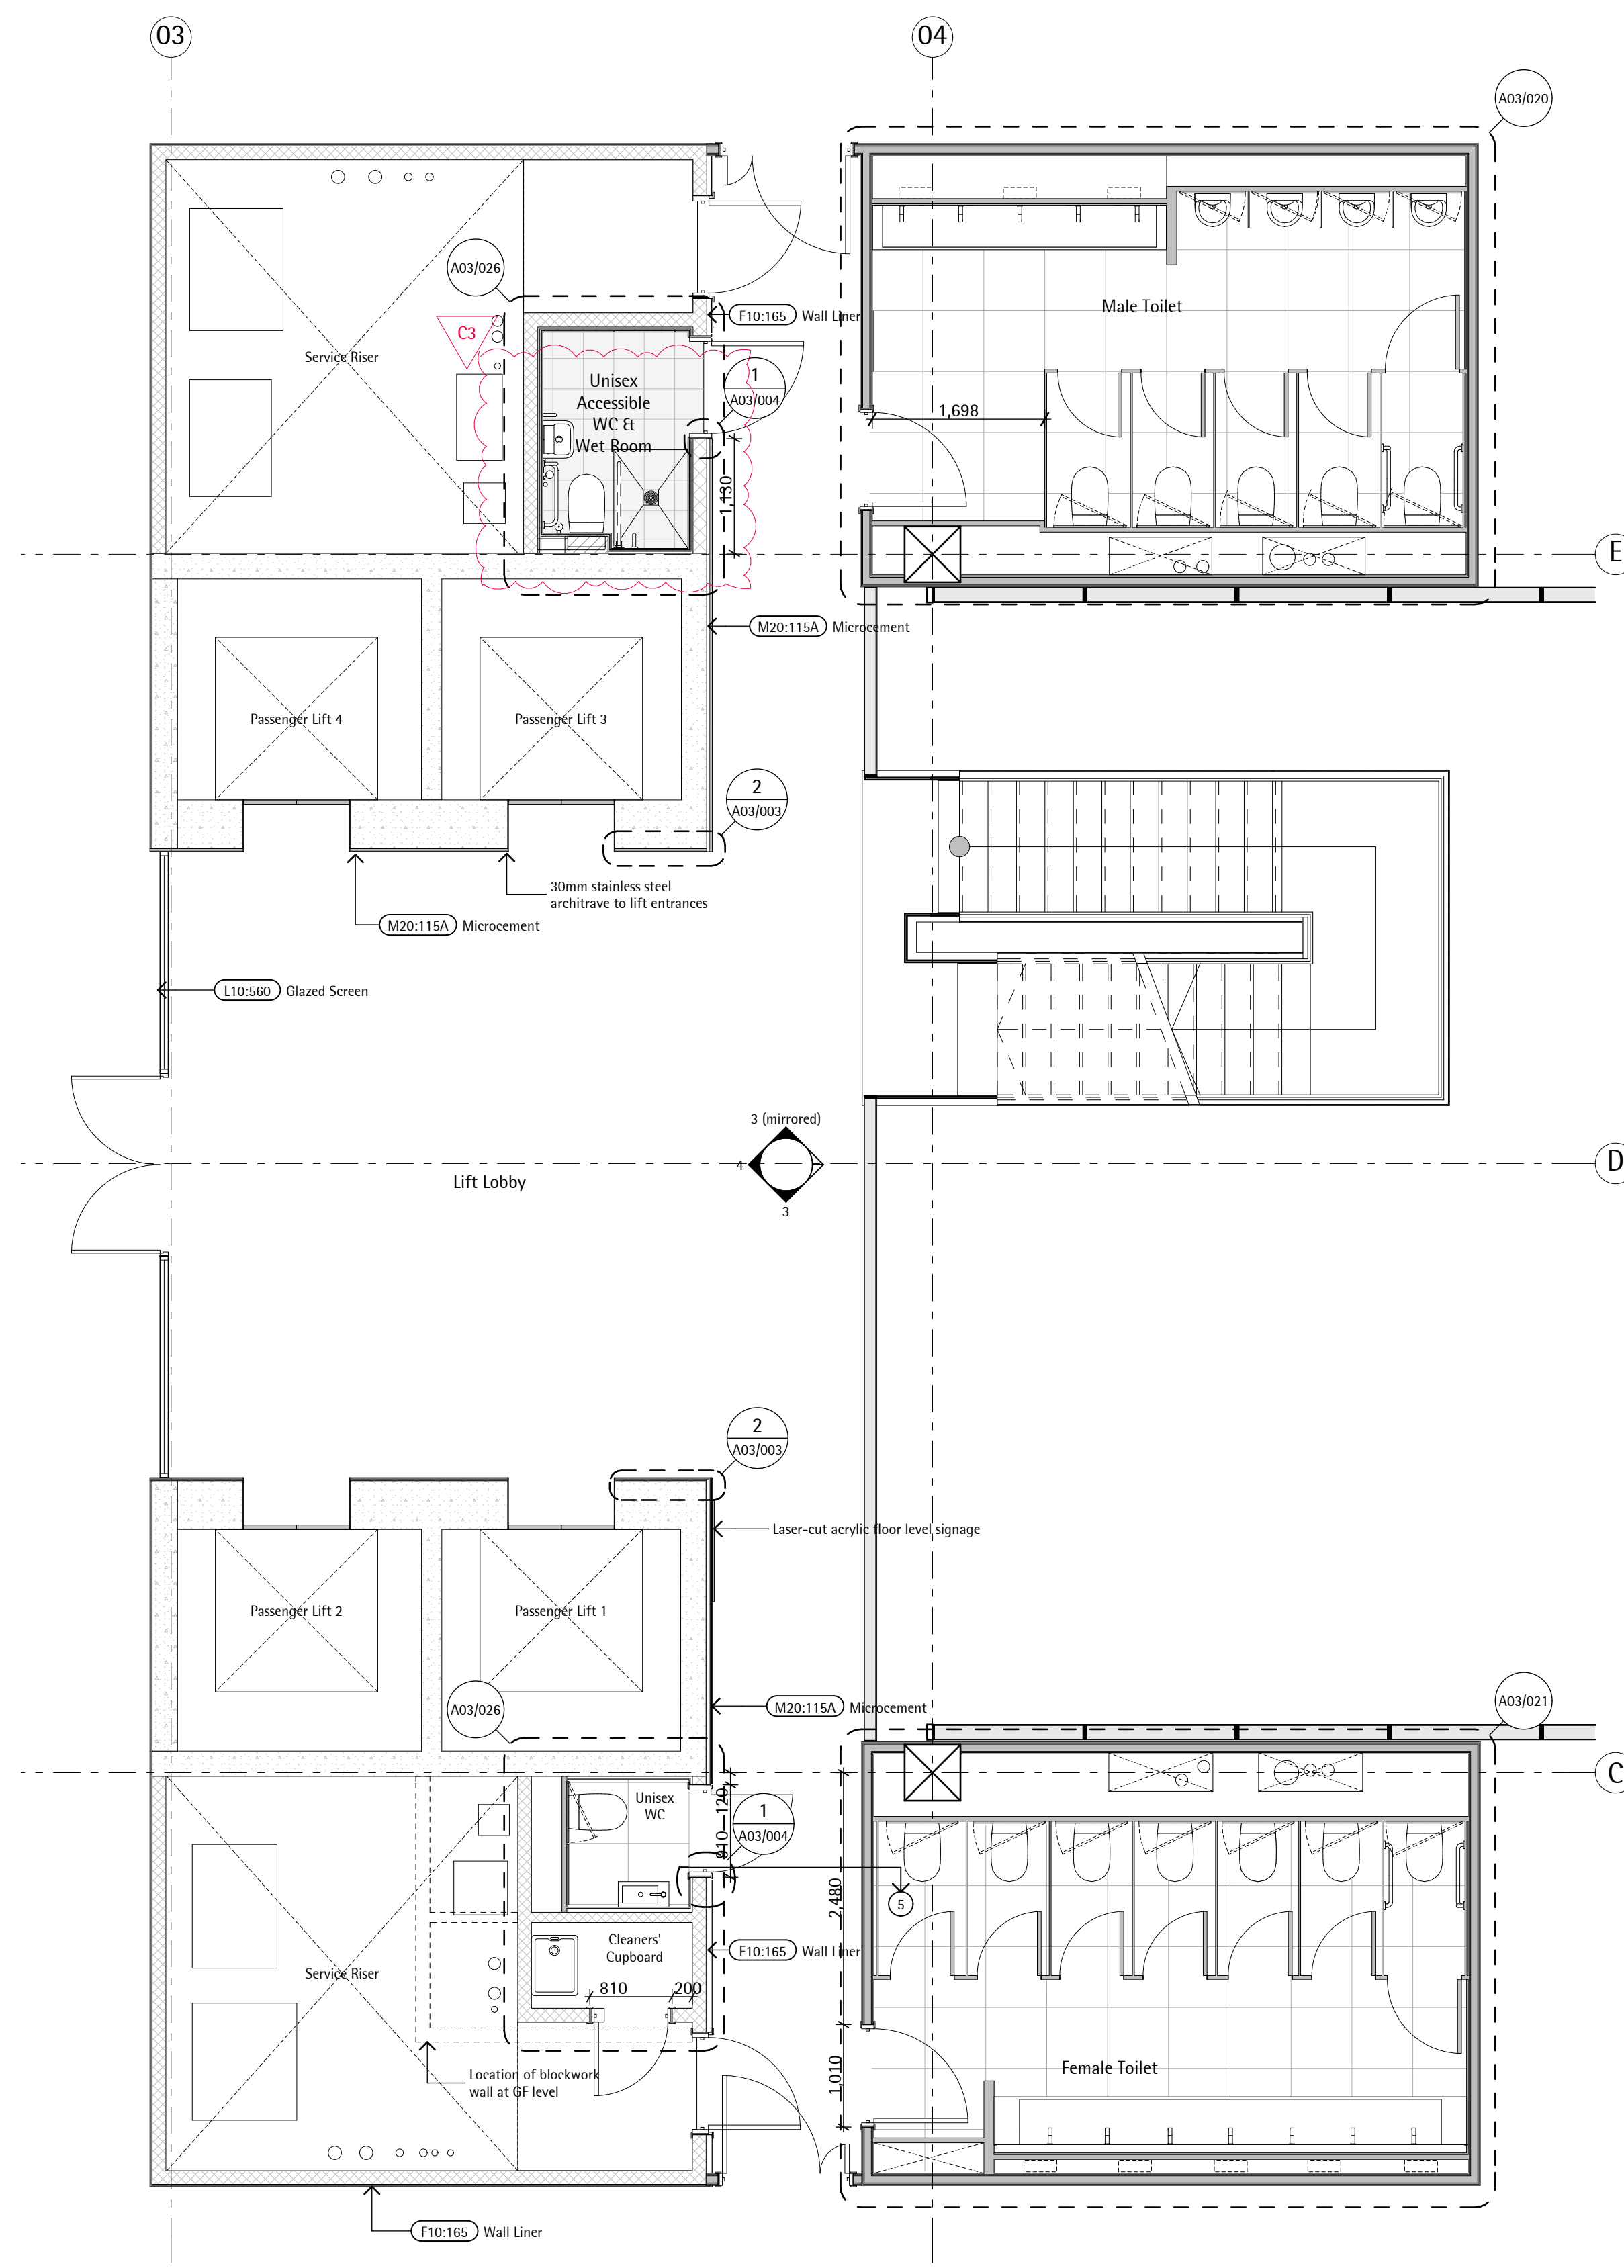 03
04
A03/020
A03/026
C3
F10:165 Wall Liner
Male Toilet
Service Riser
Unisex
Accessible
WC &
Wet Room
1
A03/004
1,698
1,130
E
M20:115A Microcement
Passenger Lift 4
Passenger Lift 3
2
A03/003
30mm stainless steel
architrave to lift entrances
M20:115A Microcement
L10:560 Glazed Screen
3 (mirrored)
4
3
D
Lift Lobby
2
A03/003
Laser-cut acrylic floor level signage
Passenger Lift 2
Passenger Lift 1
A03/026
M20:115A Microcement
A03/021
C
Unisex
WC
120
910
1
A03/004
2,480
5
Cleaners'
Cupboard
F10:165 Wall Liner
Service Riser
810
200
Location of blockwork
wall at GF level
1,010
Female Toilet
F10:165 Wall Liner